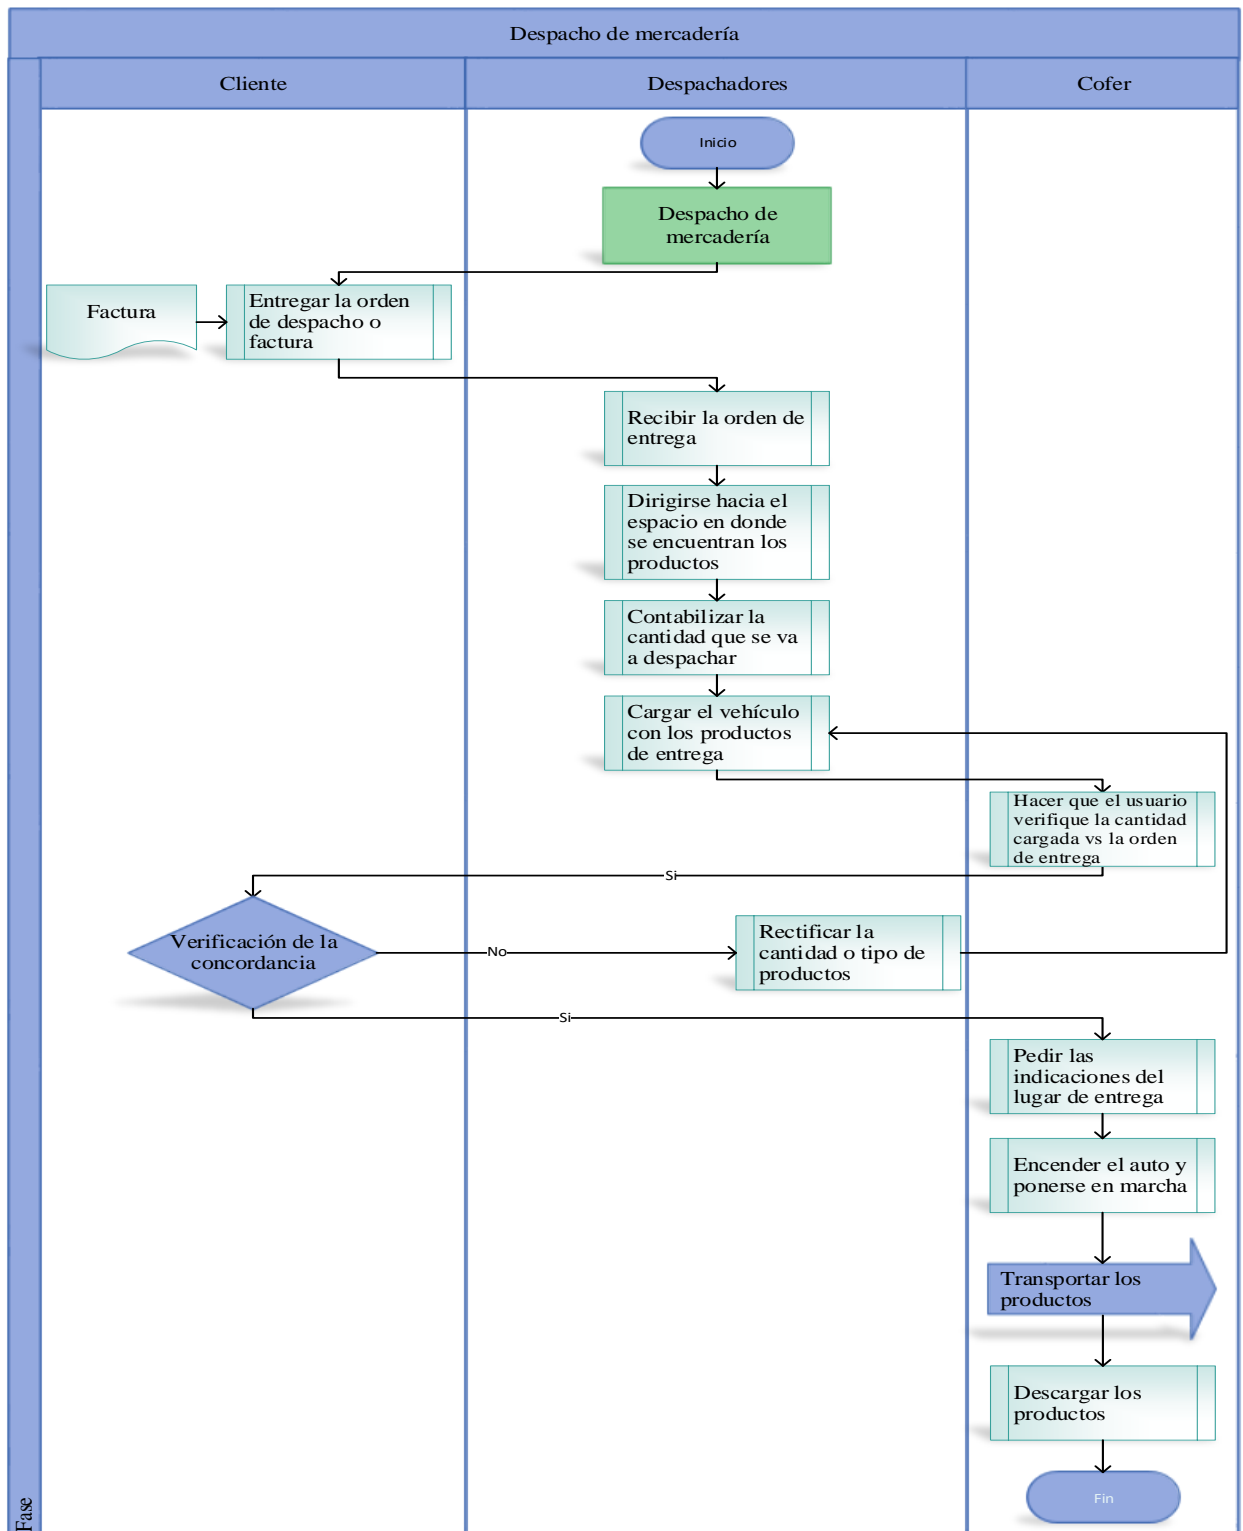 Despacho de mercadería
Cliente
Despachadores
Cofer
Inicio
Despacho de
mercadería
Factura
Entregar la orden
de despacho o
factura
Recibir la orden de
entrega
Dirigirse hacia el
espacio en donde
se encuentran los
productos
Contabilizar la
cantidad que se va
a despachar
Cargar el vehículo
con los productos
de entrega
Hacer que el usuario
verifique la cantidad
cargada vs la orden
de entrega
Si
Verificación de la
concordancia
No
Rectificar la
cantidad o tipo de
productos
Si
Pedir las
indicaciones del
lugar de entrega
Encender el auto y
ponerse en marcha
Transportar los
productos
Descargar los
productos
Fin
Fase